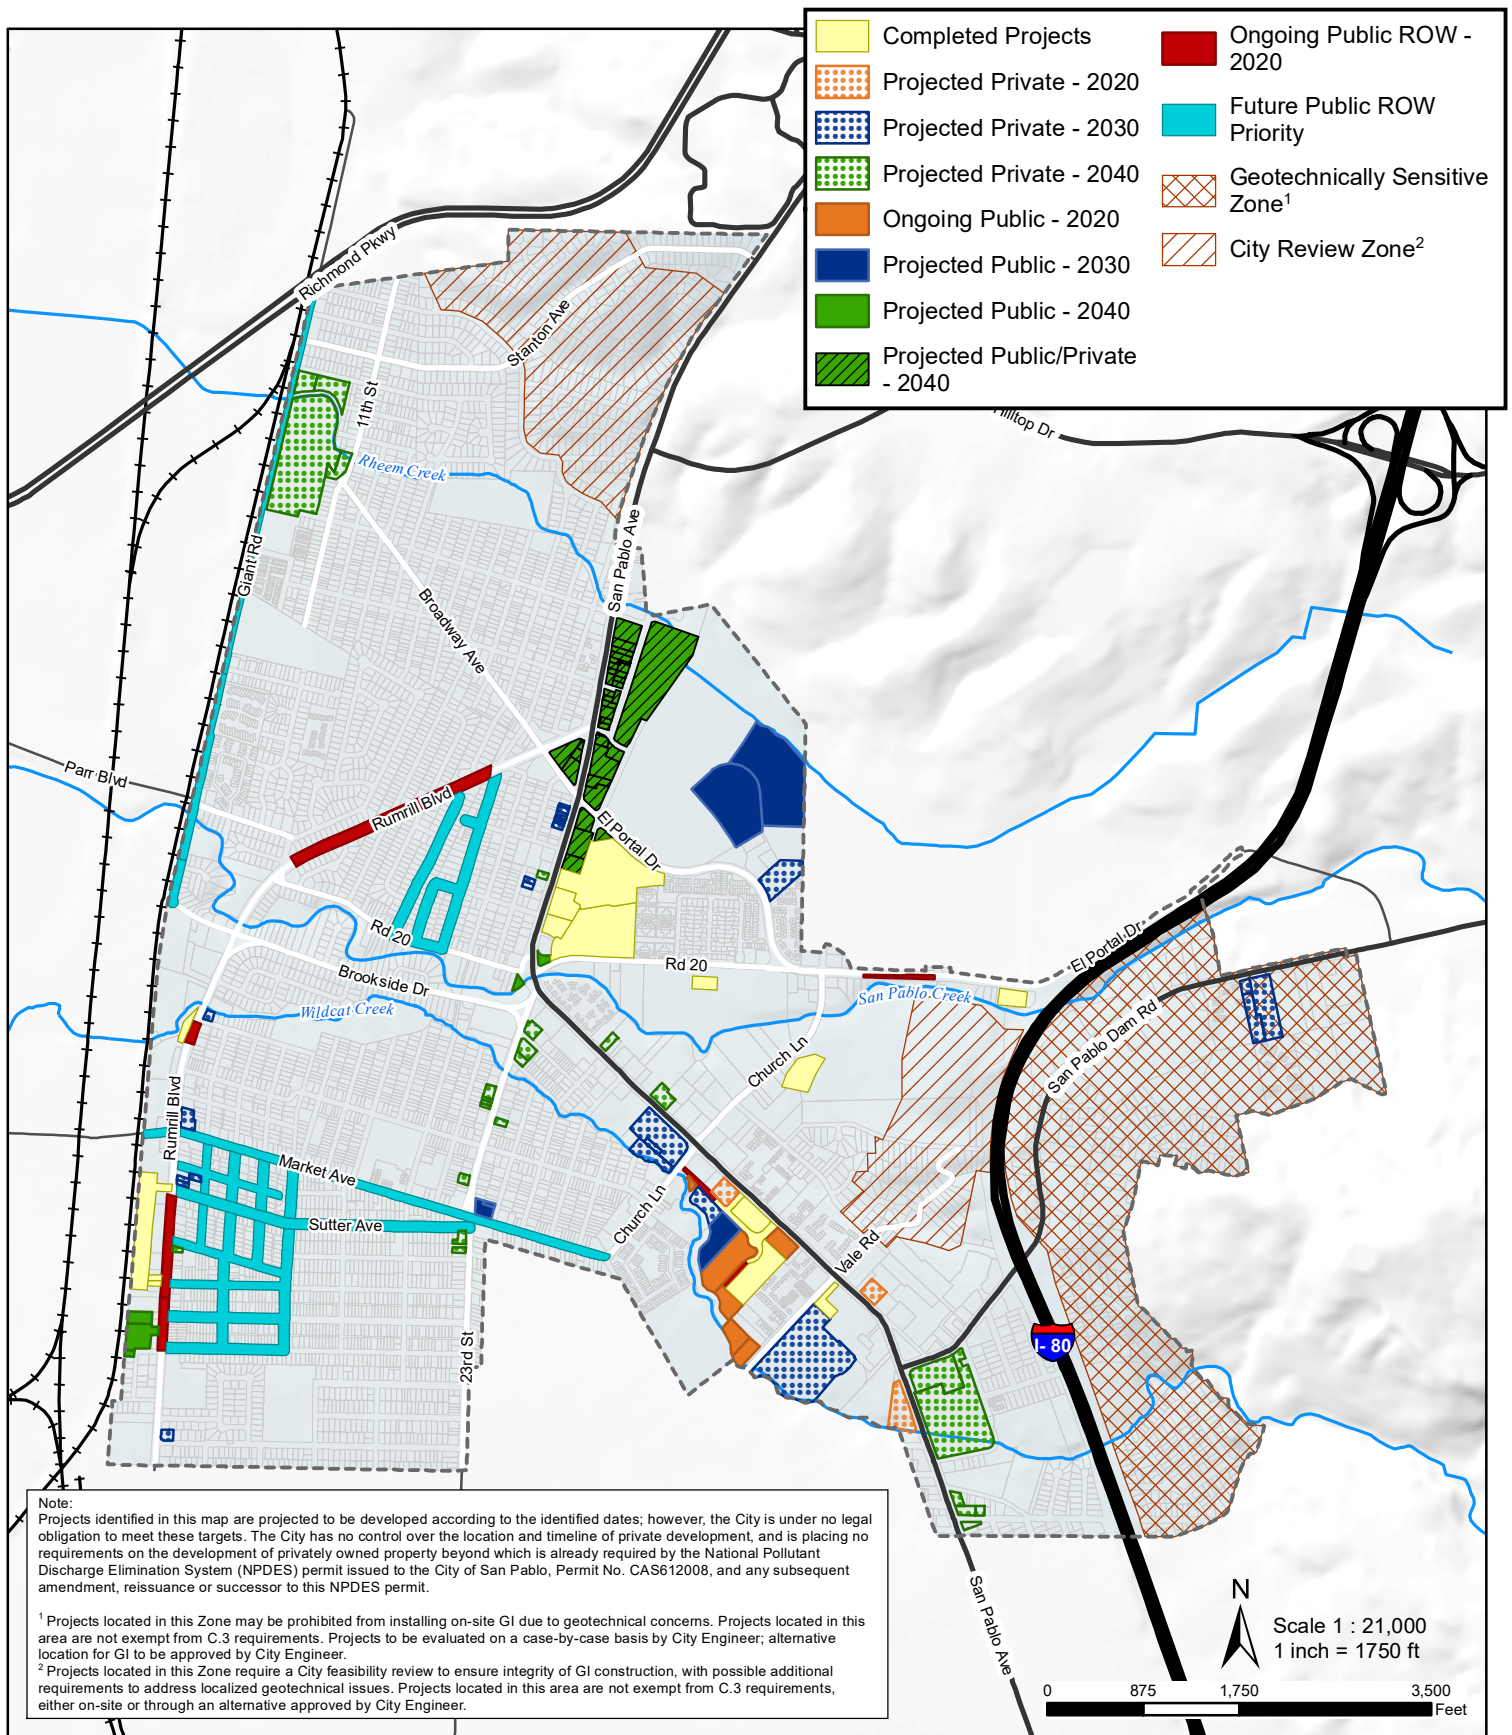 Completed Projects
Projected Private - 2020
Projected Private - 2030
Projected Private - 2040
Ongoing Public - 2020
Projected Public - 2030
Projected Public - 2040
Projected Public/Private
- 2040
Ongoing Public ROW -
2020
Future Public ROW
Priority
Geotechnically Sensitive
Zone1
City Review Zone2
Richmond Pkwy
Stanton Ave
11th St
Hilltop Dr
Rheem Creek
San Pablo Ave
Giant Rd
Broadway Ave
Parr Blvd
Rumrill Blvd
El Portal Dr
Rd 20
Rd 20
El Portal Dr
Brookside Dr
San Pablo Creek
Wildcat Creek
San Pablo Dam Rd
Church Ln
Rumrill Blvd
Market Ave
Church Ln
Sutter Ave
Vale Rd
23rd St
I- 80
San Pablo Ave
Note:
Projects identified in this map are projected to be developed according to the identified dates; however, the City is under no legal
obligation to meet these targets. The City has no control over the location and timeline of private development, and is placing no
requirements on the development of privately owned property beyond which is already required by the National Pollutant
Discharge Elimination System (NPDES) permit issued to the City of San Pablo, Permit No. CAS612008, and any subsequent
amendment, reissuance or successor to this NPDES permit.
1 Projects located in this Zone may be prohibited from installing on-site GI due to geotechnical concerns. Projects located in this
area are not exempt from C.3 requirements. Projects to be evaluated on a case-by-case basis by City Engineer; alternative
location for GI to be approved by City Engineer.
2 Projects located in this Zone require a City feasibility review to ensure integrity of GI construction, with possible additional
requirements to address localized geotechnical issues. Projects located in this area are not exempt from C.3 requirements,
either on-site or through an alternative approved by City Engineer.
N
Scale 1 : 21,000
1 inch = 1750 ft
0 875 1,750 3,500
Feet